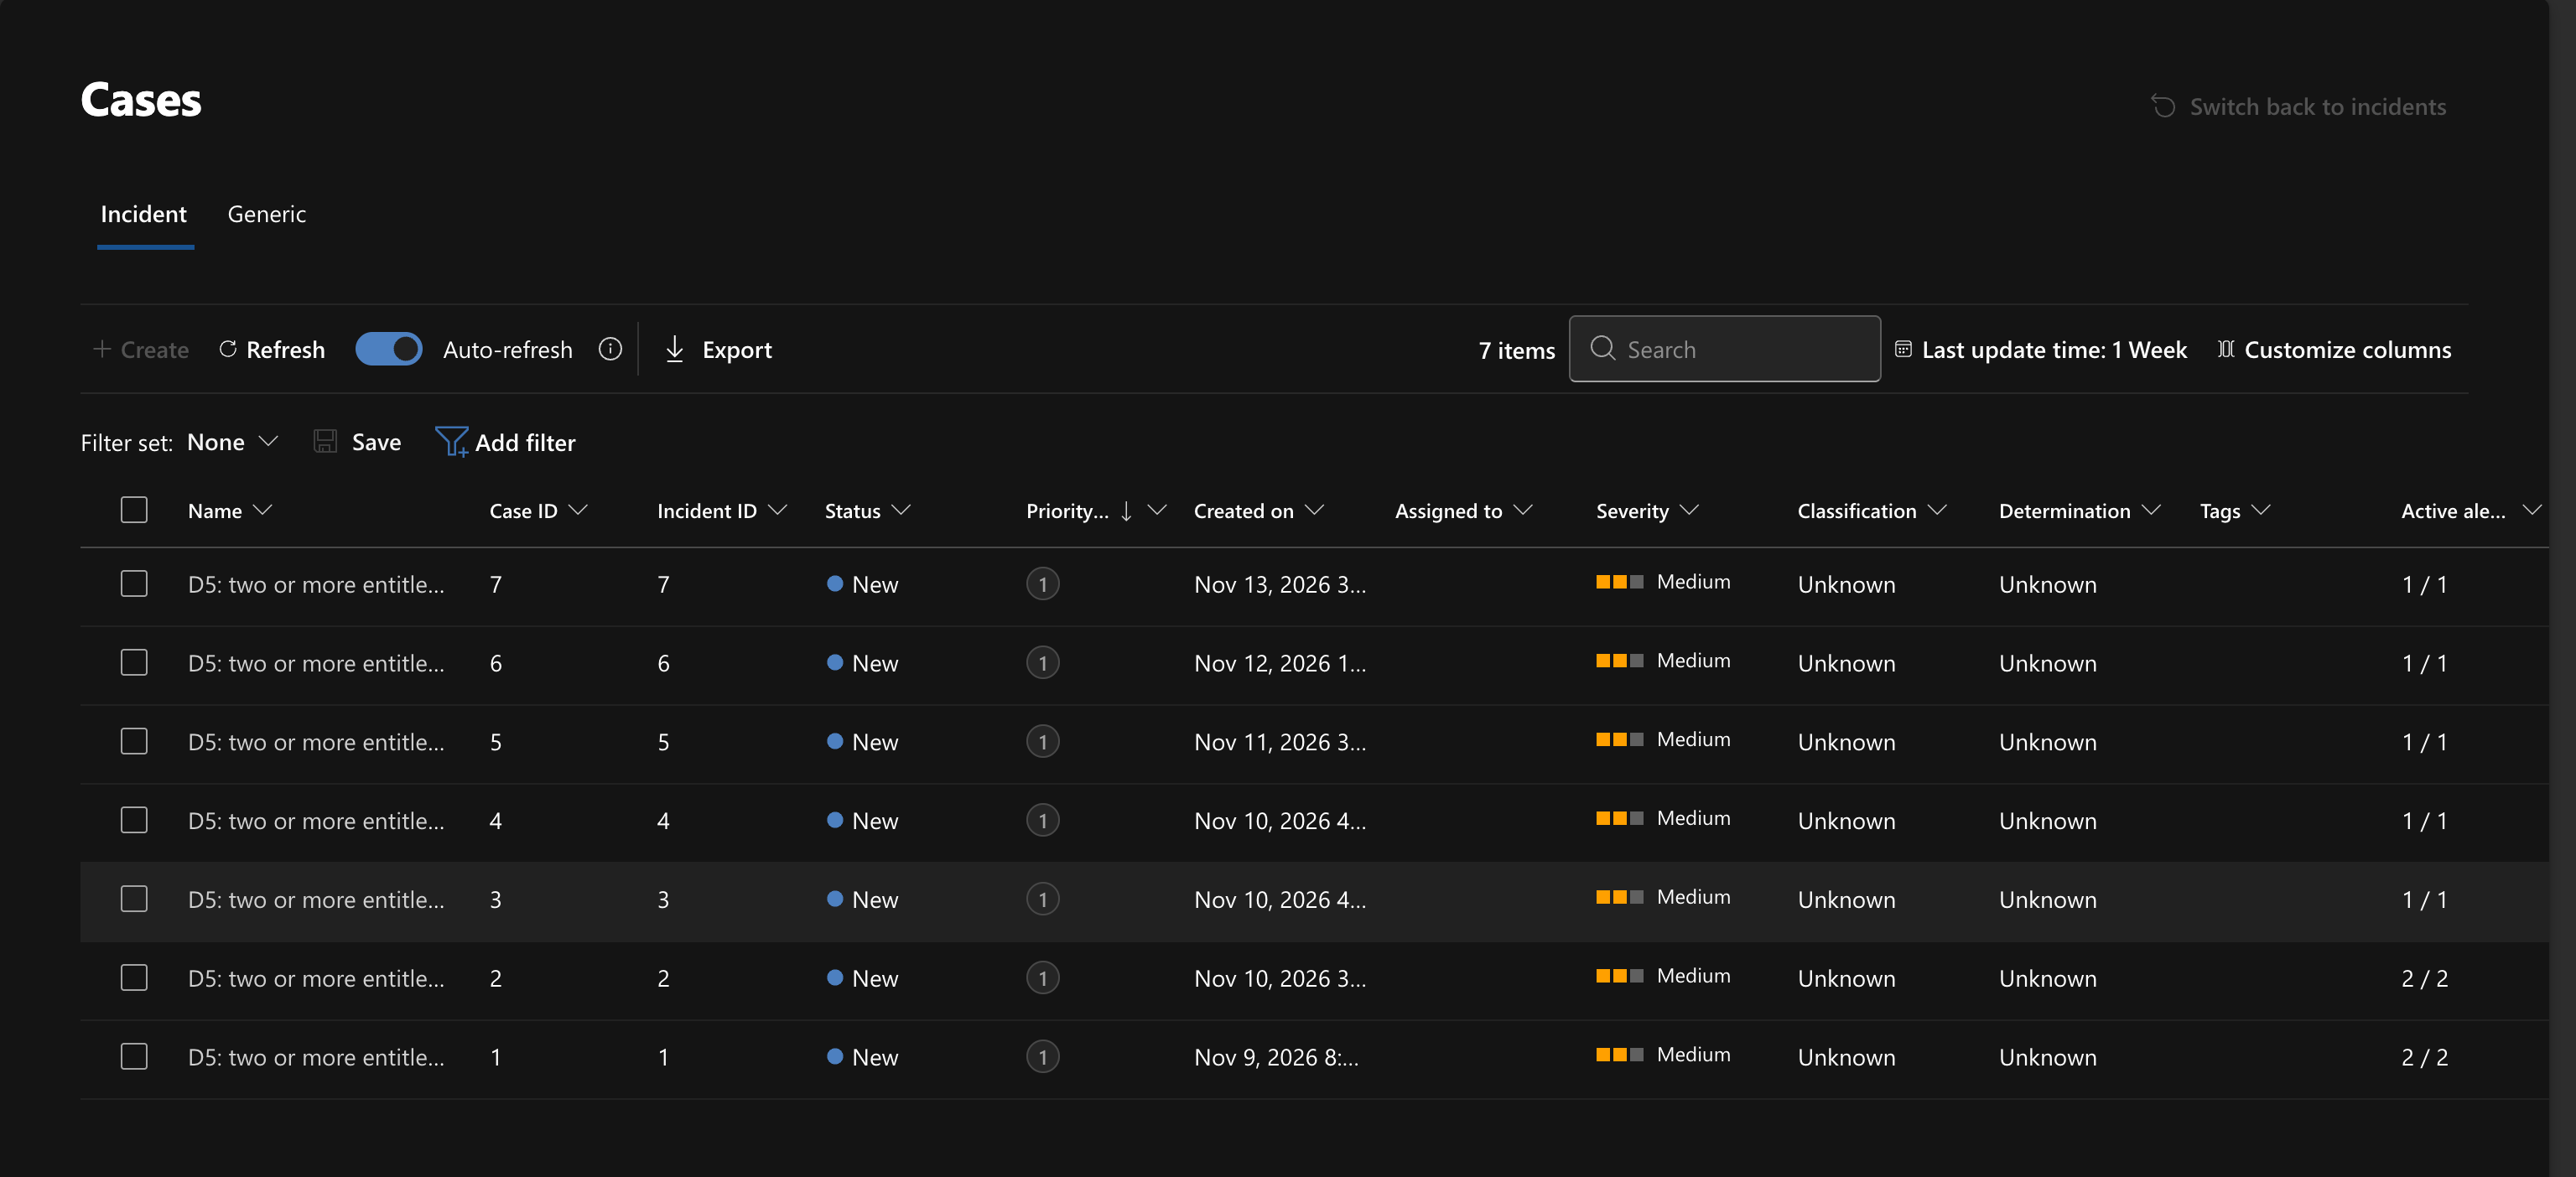 Cases
Switch back to incidents
Incident Generic
Create Refresh Auto-refresh Export 7 items Search Last update time: 1 Week Customize columns
Filter set: None Save Add filter
Name Case ID Incident ID Status Priority... Created on Assigned to Severity Classification Determination Tags Active ale...
D5: two or more entitle... 7 7 New 1 Nov 13, 2026 3... Medium Unknown Unknown 1 / 1
D5: two or more entitle... 6 6 New 1 Nov 12, 2026 1... Medium Unknown Unknown 1 / 1
D5: two or more entitle... 5 5 New 1 Nov 11, 2026 3... Medium Unknown Unknown 1 / 1
D5: two or more entitle... 4 4 New 1 Nov 10, 2026 4... Medium Unknown Unknown 1 / 1
D5: two or more entitle... 3 3 New 1 Nov 10, 2026 4... Medium Unknown Unknown 1 / 1
D5: two or more entitle... 2 2 New 1 Nov 10, 2026 3... Medium Unknown Unknown 2 / 2
D5: two or more entitle... 1 1 New 1 Nov 9, 2026 8:... Medium Unknown Unknown 2 / 2